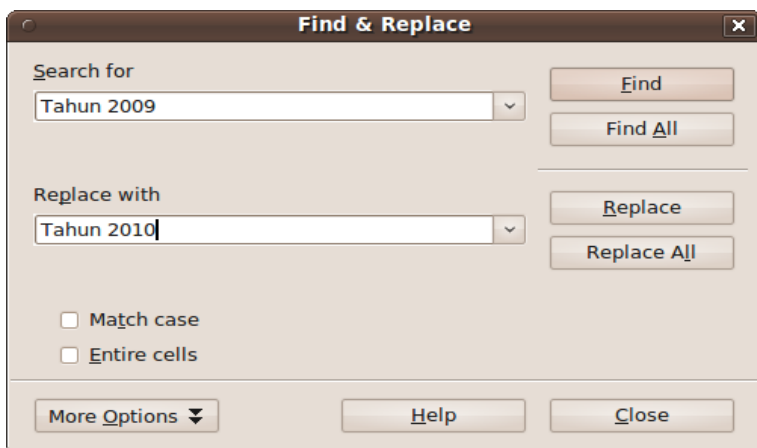 Find & Replace
Search for
Tahun 2009
Find
Find All
Replace with
Tahun 2010
Replace
Replace All
Match case
Entire cells
More Options
Help
Close